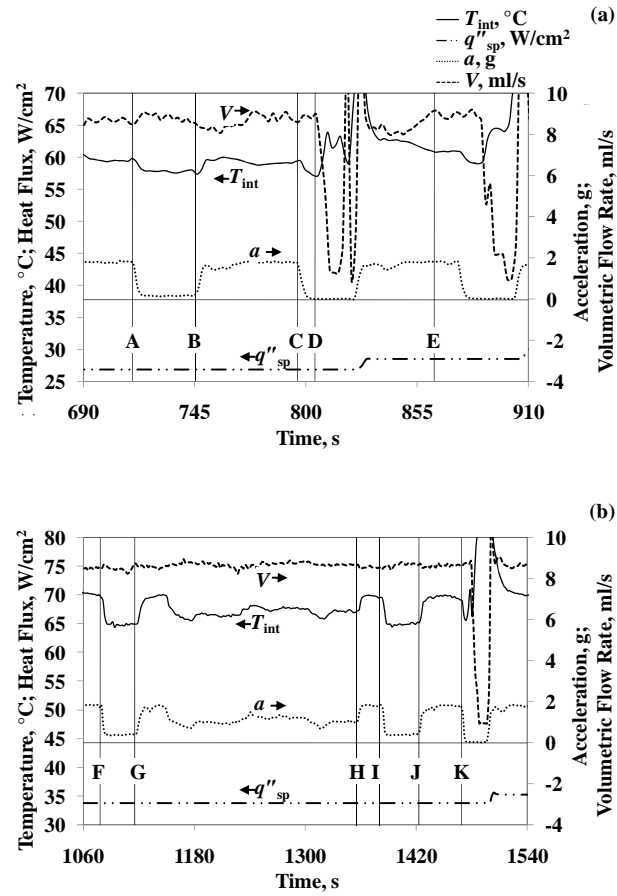 (a)
T_int, °C
q''_sp, W/cm²
a, g
V, ml/s
Temperature, °C; Heat Flux, W/cm²
70
65
60
55
50
45
40
35
30
25
10
8
6
4
2
0
-2
-4
Acceleration, g;
Volumetric Flow Rate, ml/s
V
T_int
a
A B C D E
q''_sp
690 745 800 855 910
Time, s
(b)
Temperature, °C; Heat Flux, W/cm²
80
75
70
65
60
55
50
45
40
35
30
10
8
6
4
2
0
-2
-4
Acceleration, g;
Volumetric Flow Rate, ml/s
V
T_int
a
F G H I J K
q''_sp
1060 1180 1300 1420 1540
Time, s